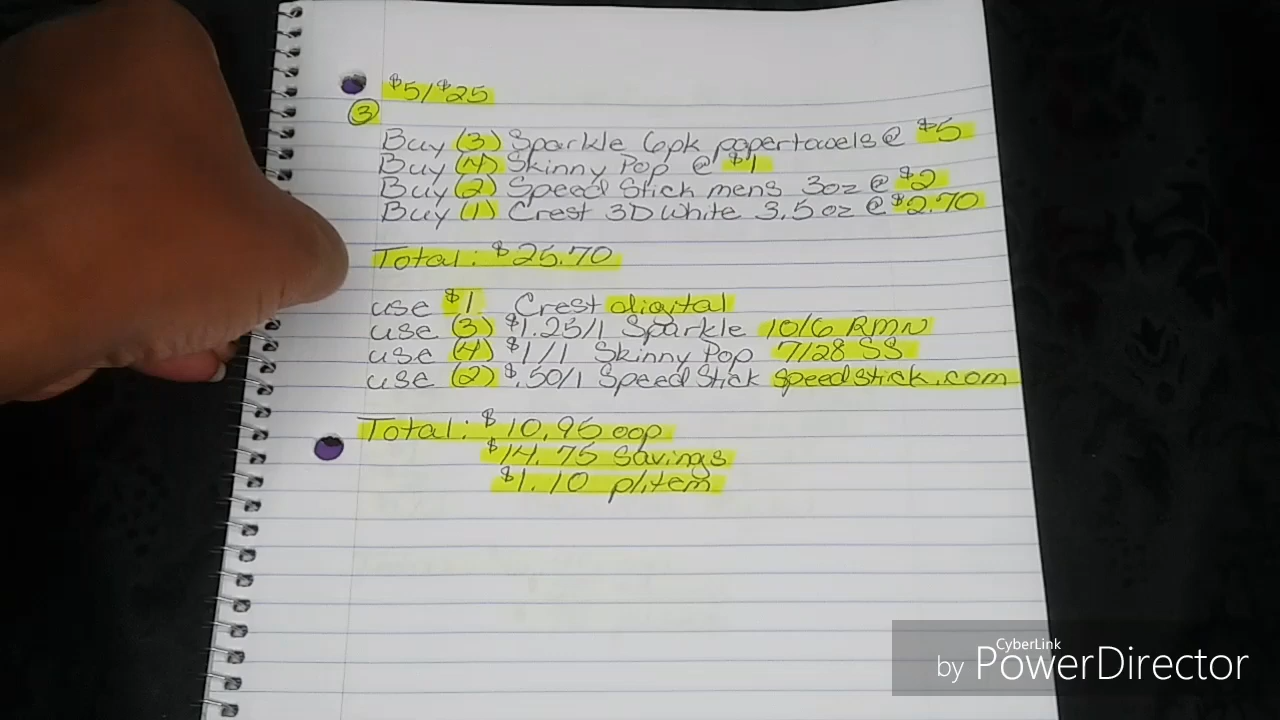 $5/$25
③
Buy (3) Sparkle 6pk papertowels @ $5
Buy (4) Skinny Pop @ $1
Buy (2) Speed Stick mens 3oz @ $2
Buy (1) Crest 3D White 3.5 oz @ $2.70
Total: $25.70
use $1 Crest digital
use (3) $1.25/1 Sparkle 10/6 RMN
use (4) $1/1 Skinny Pop 7/28 SS
use (2) $.50/1 Speed Stick speedstick.com
Total: $10.95 oop
$14.75 Savings
$1.10 p/item
CyberLink
by PowerDirector